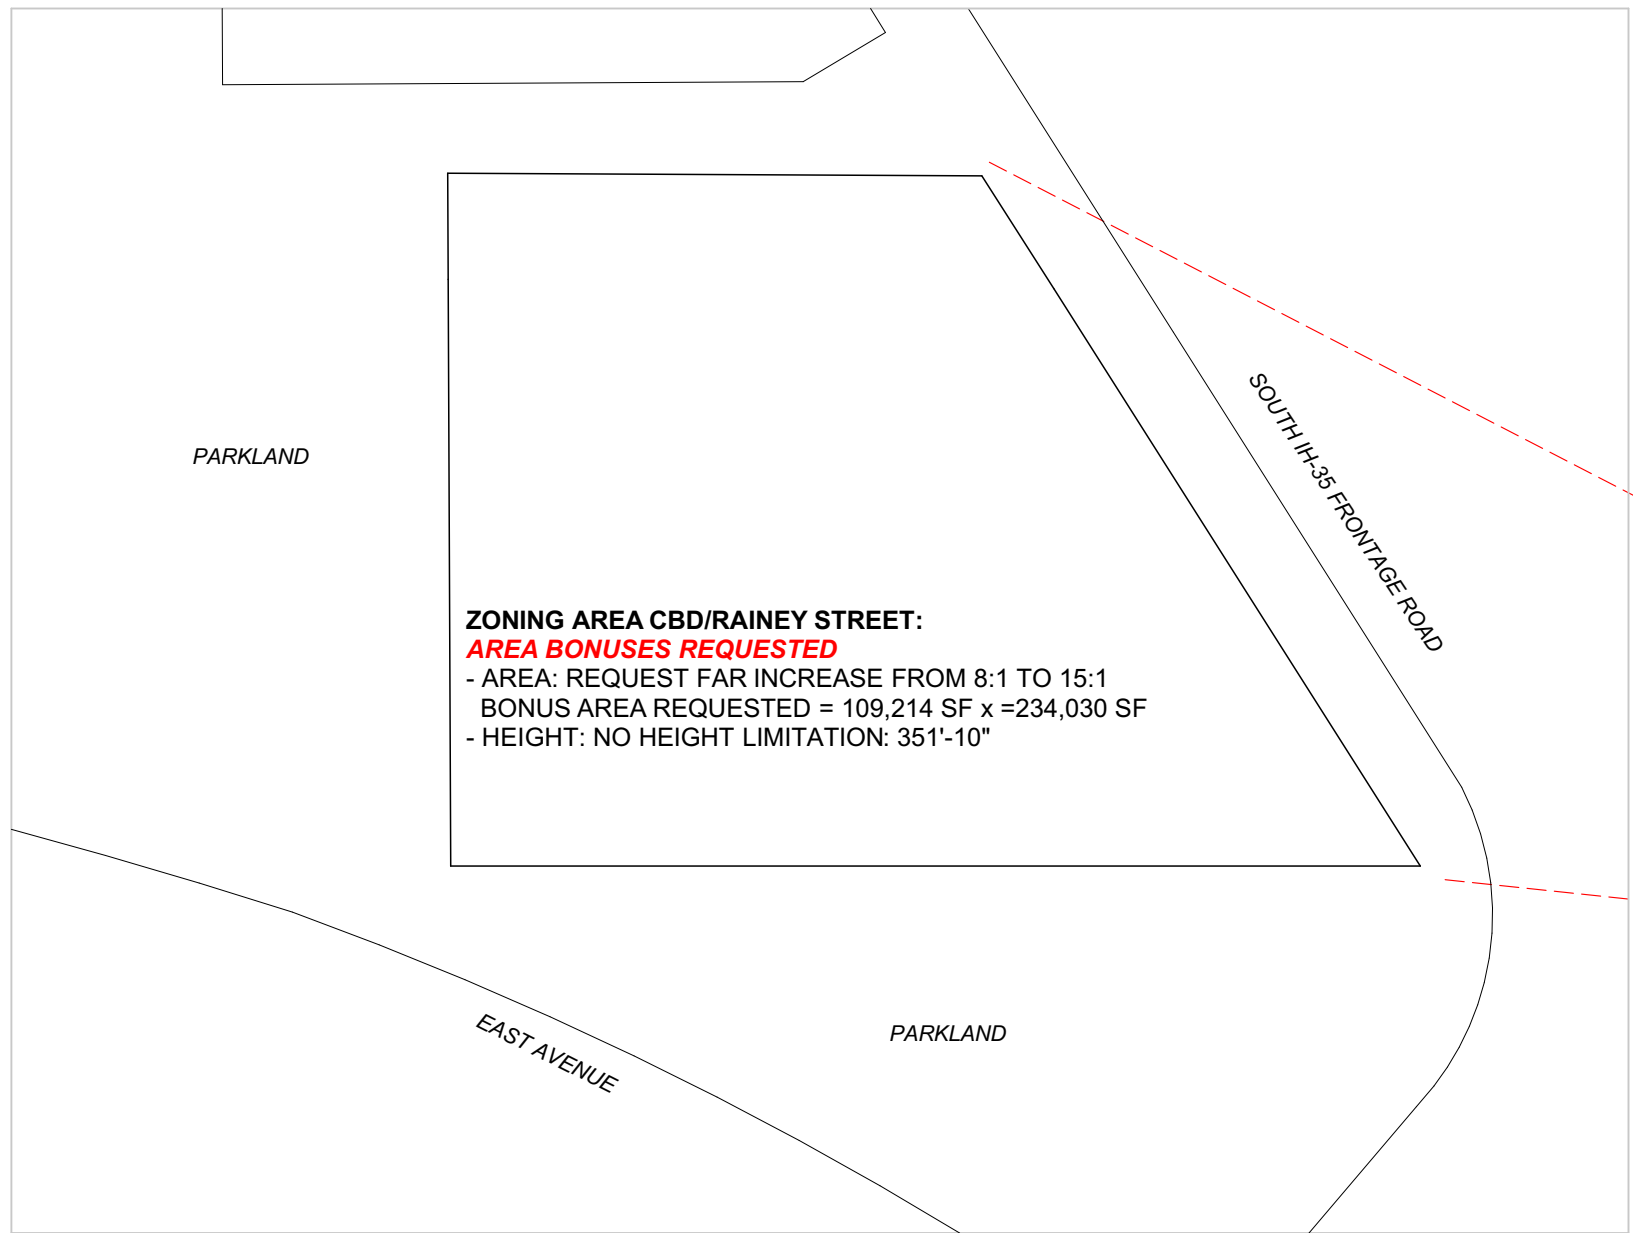 SOUTH IH-35 FRONTAGE ROAD
PARKLAND
ZONING AREA CBD/RAINEY STREET:
AREA BONUSES REQUESTED
- AREA: REQUEST FAR INCREASE FROM 8:1 TO 15:1
BONUS AREA REQUESTED = 109,214 SF x =234,030 SF
- HEIGHT: NO HEIGHT LIMITATION: 351'-10"
EAST AVENUE
PARKLAND